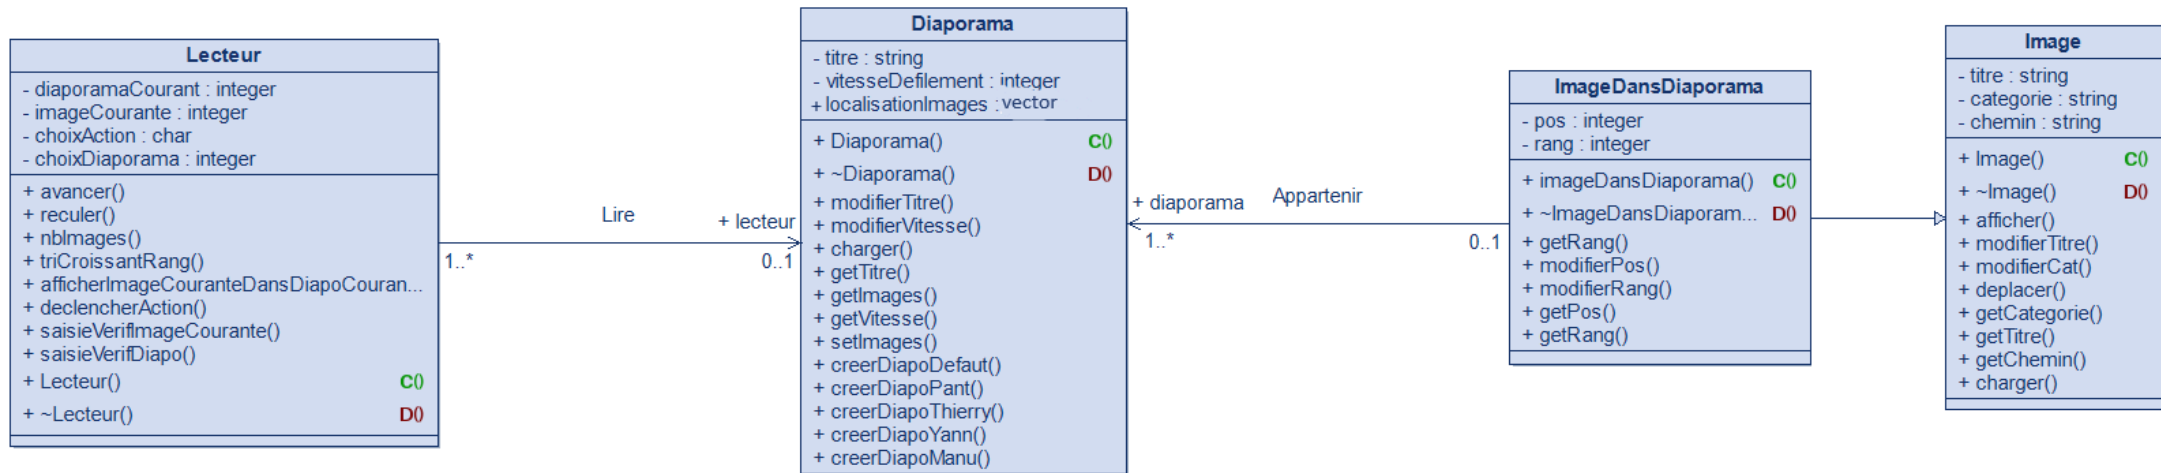 Lecteur
- diaporamaCourant : integer
- imageCourante : integer
- choixAction : char
- choixDiaporama : integer
+ avancer()
+ reculer()
+ nbImages()
+ triCroissantRang()
+ afficherImageCouranteDansDiapoCouran...
+ declencherAction()
+ saisieVerifImageCourante()
+ saisieVerifDiapo()
+ Lecteur() C()
+ ~Lecteur() D()
Lire
+ lecteur
1..*
0..1
Diaporama
- titre : string
- vitesseDefilement : integer
+ localisationImages : vector
+ Diaporama() C()
+ ~Diaporama() D()
+ modifierTitre()
+ modifierVitesse()
+ charger()
+ getTitre()
+ getImages()
+ getVitesse()
+ setImages()
+ creerDiapoDefaut()
+ creerDiapoPant()
+ creerDiapoThierry()
+ creerDiapoYann()
+ creerDiapoManu()
+ diaporama
Appartenir
1..*
0..1
ImageDansDiaporama
- pos : integer
- rang : integer
+ imageDansDiaporama() C()
+ ~ImageDansDiaporam... D()
+ getRang()
+ modifierPos()
+ modifierRang()
+ getPos()
+ getRang()
Image
- titre : string
- categorie : string
- chemin : string
+ Image() C()
+ ~Image() D()
+ afficher()
+ modifierTitre()
+ modifierCat()
+ deplacer()
+ getCategorie()
+ getTitre()
+ getChemin()
+ charger()